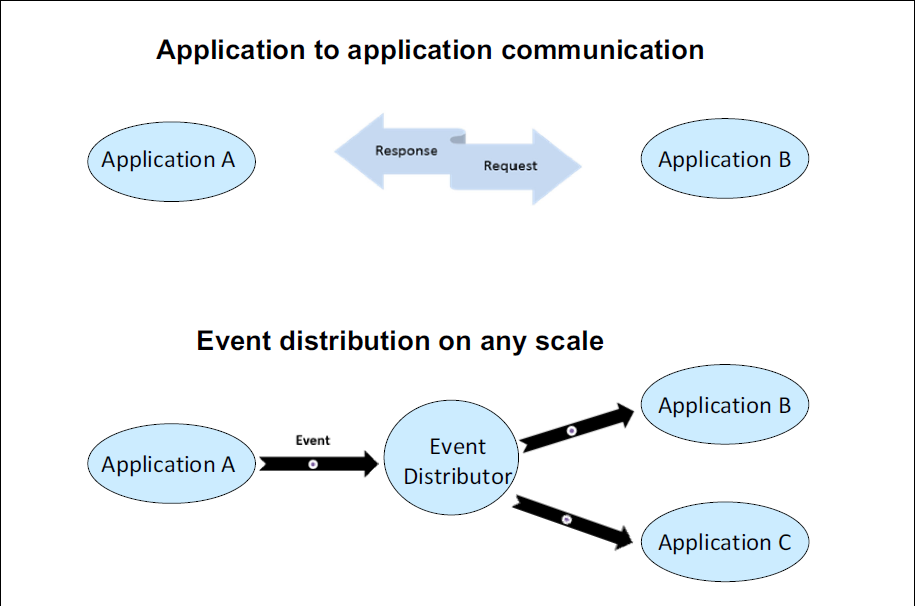 Application to application communication
Application A
Response
Request
Application B
Event distribution on any scale
Application A
Event
Event
Distributor
Application B
Application C